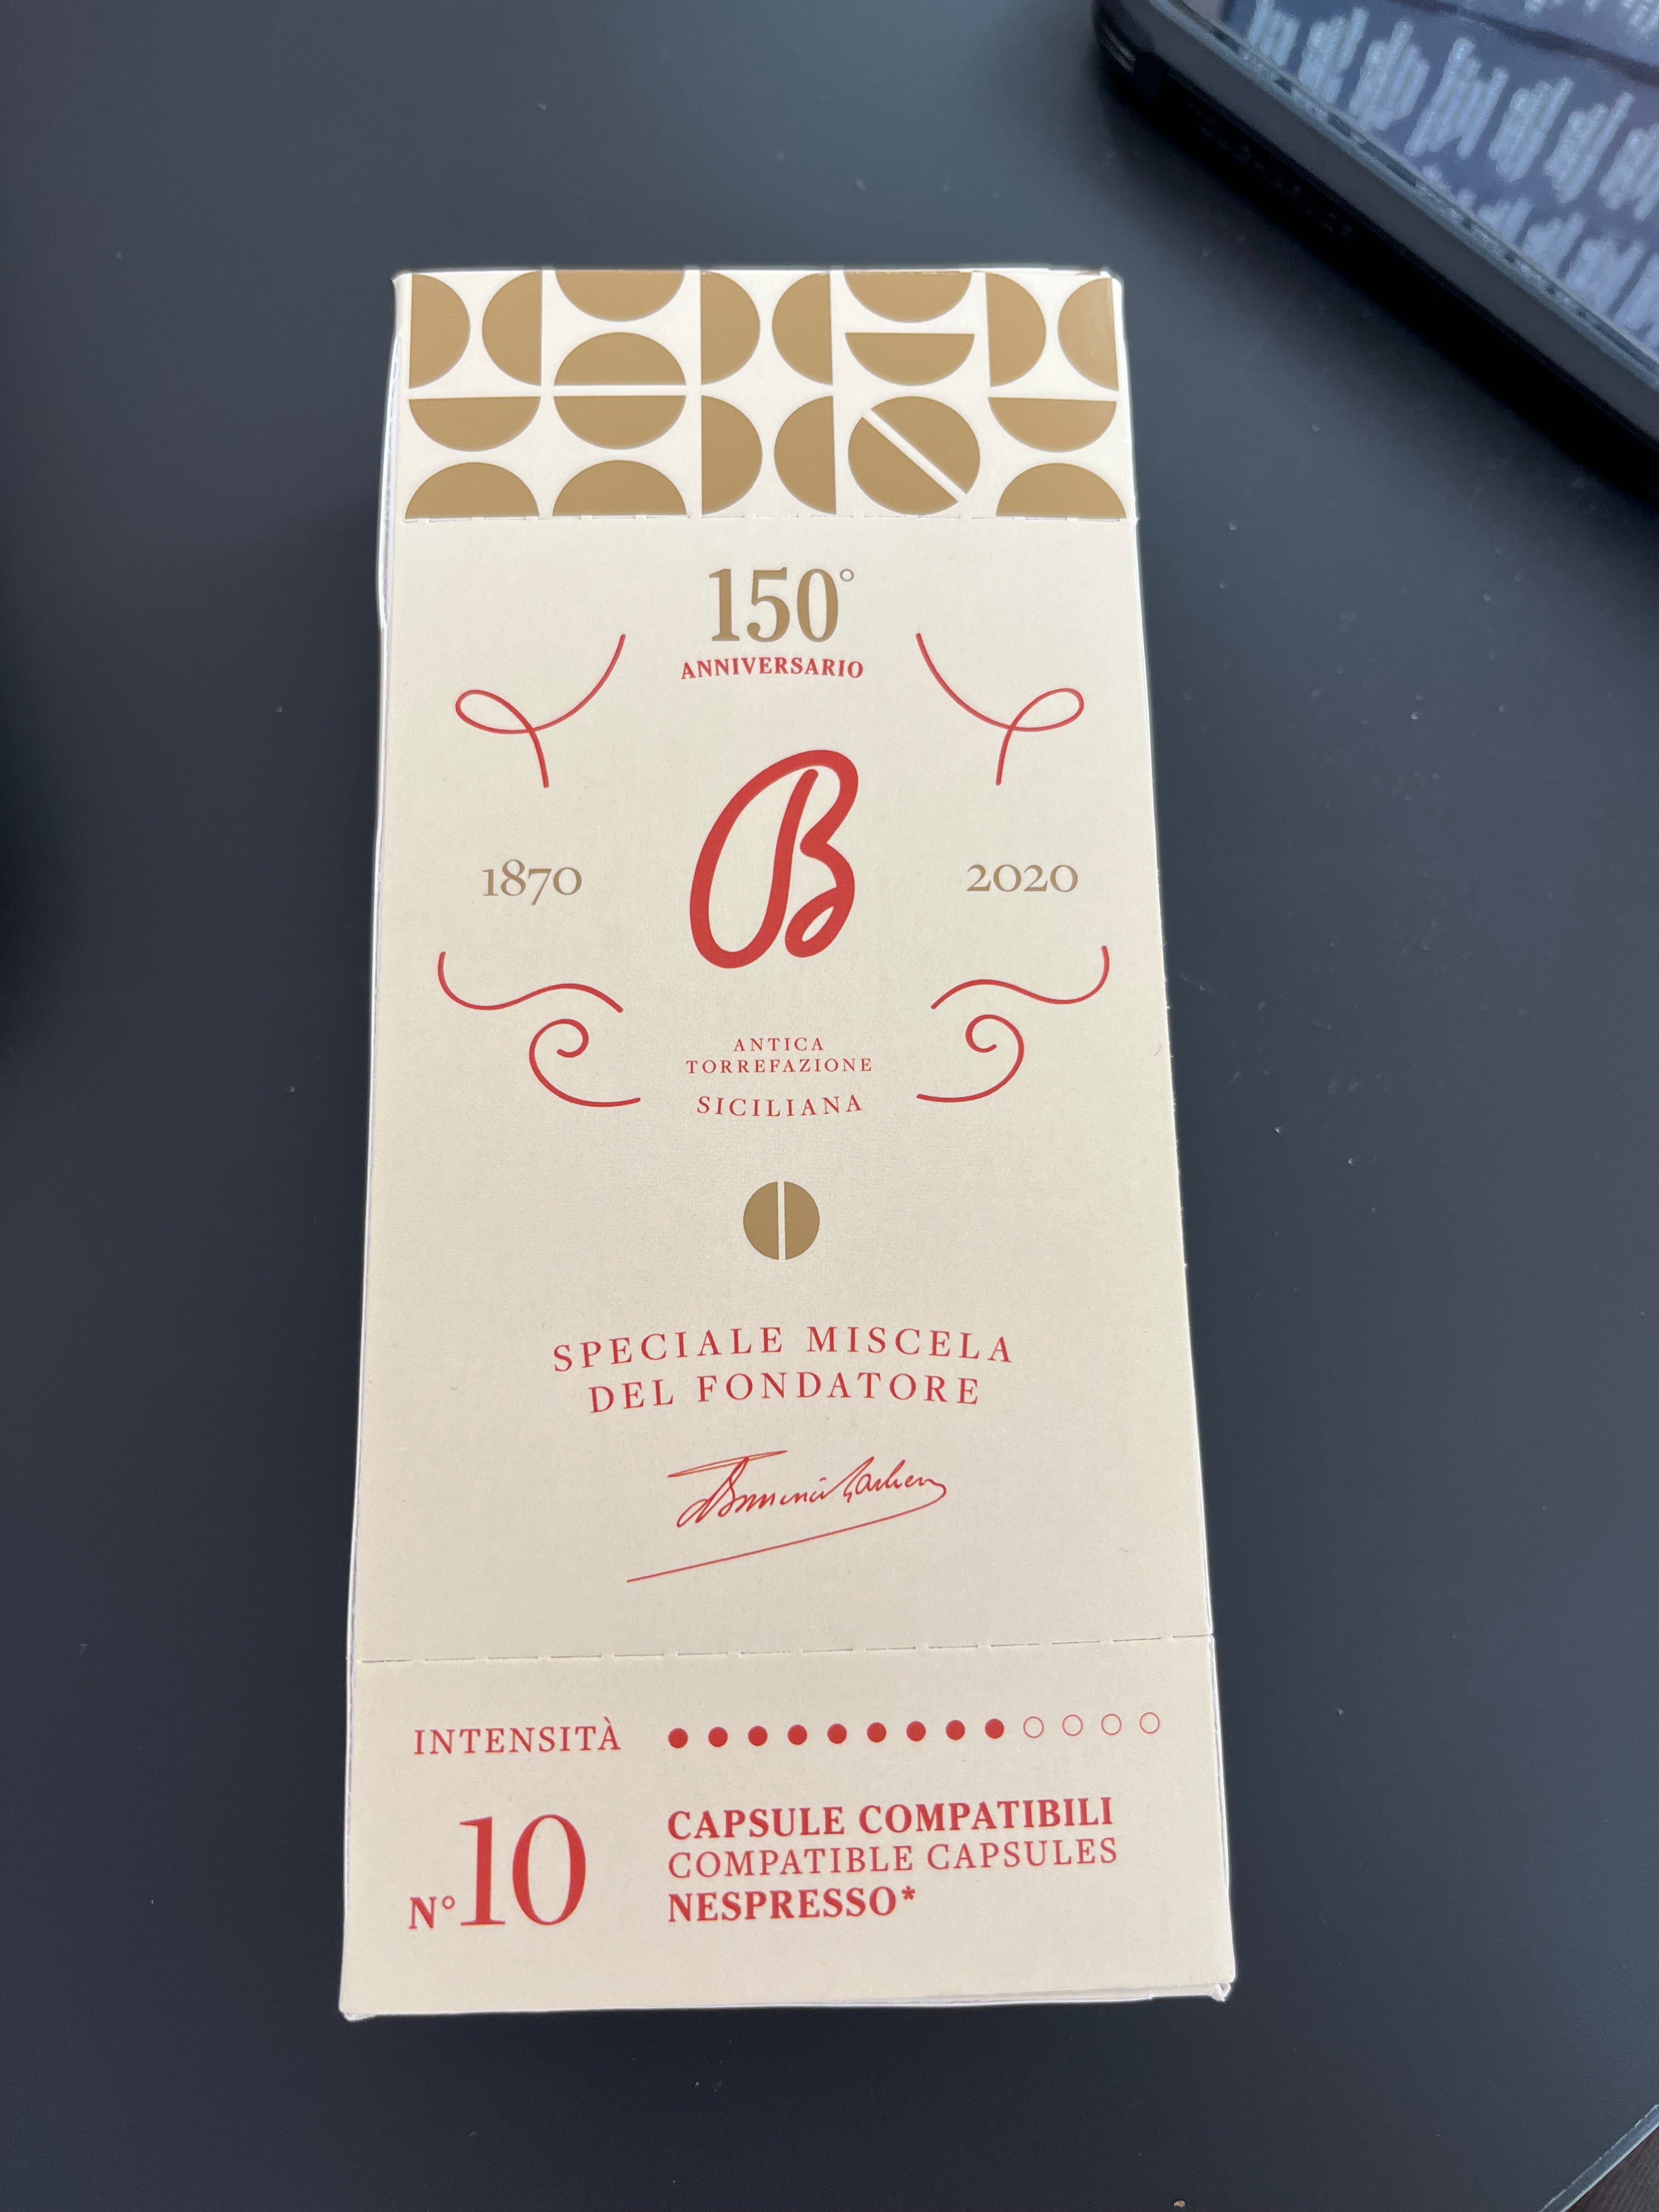 150°
ANNIVERSARIO
B
1870
2020
ANTICA
TORREFAZIONE
SICILIANA
SPECIALE MISCELA
DEL FONDATORE
INTENSITÀ
N° 10
CAPSULE COMPATIBILI
COMPATIBLE CAPSULES
NESPRESSO*